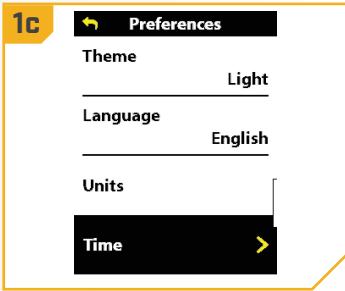 1c
Preferences
Theme
Light
Language
English
Units
Time